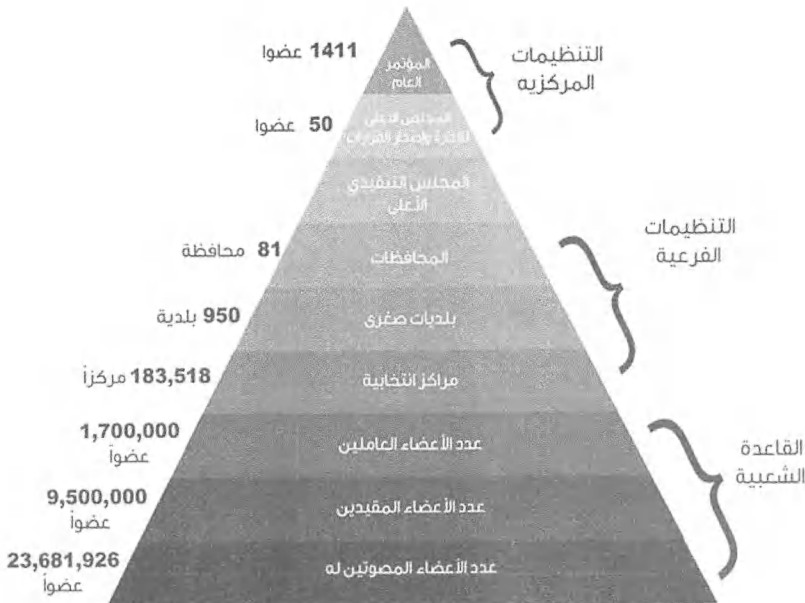 1411 عضوا
المؤتمر
العام
التنظيمات
المركزيه
50 عضوا
المجلس الأعلى
للإدارة وإصدار القرارات
المجلس التنفيذي
الأعلى
81 محافظة
المحافظات
التنظيمات
الفرعية
950 بلدية
بلديات صغرى
183,518 مركزاً
مراكز انتخابية
1,700,000
عضواً
عدد الأعضاء العاملين
القاعدة
الشعبية
9,500,000
عضواً
عدد الأعضاء المقيدين
23,681,926
عضواً
عدد الأعضاء المصوتين له